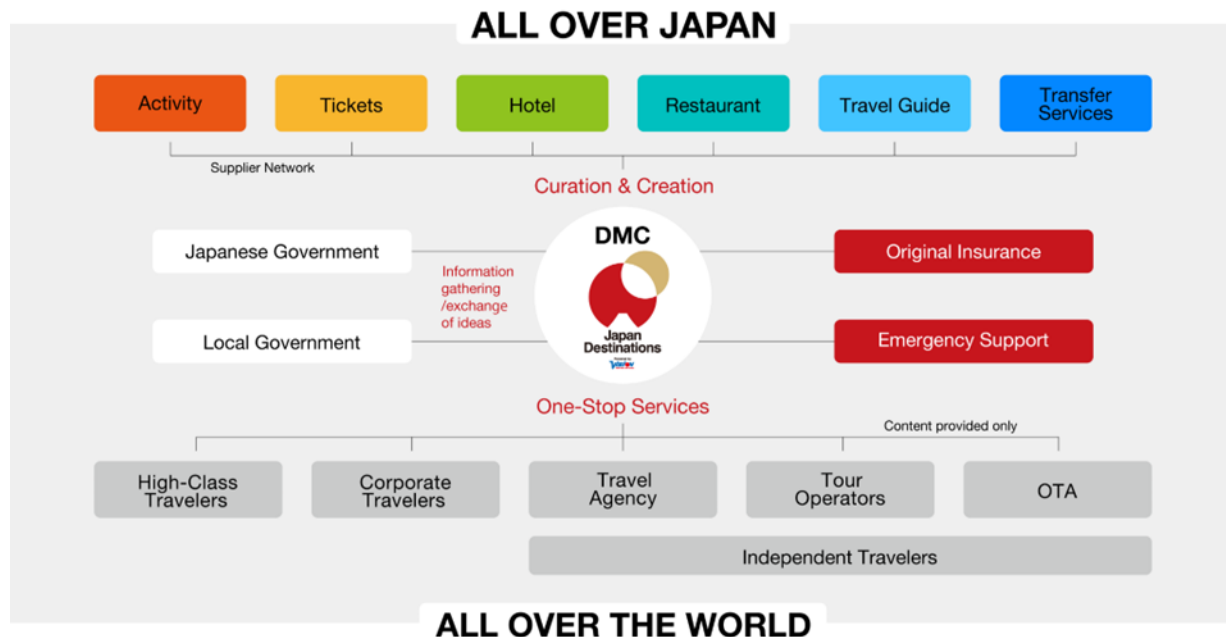 ALL OVER JAPAN
Activity
Tickets
Hotel
Restaurant
Travel Guide
Transfer
Services
Supplier Network
Curation & Creation
Japanese Government
Local Government
Information
gathering
/exchange
of ideas
DMC
Japan
Destinations
Original Insurance
Emergency Support
One-Stop Services
Content provided only
High-Class
Travelers
Corporate
Travelers
Travel
Agency
Tour
Operators
OTA
Independent Travelers
ALL OVER THE WORLD